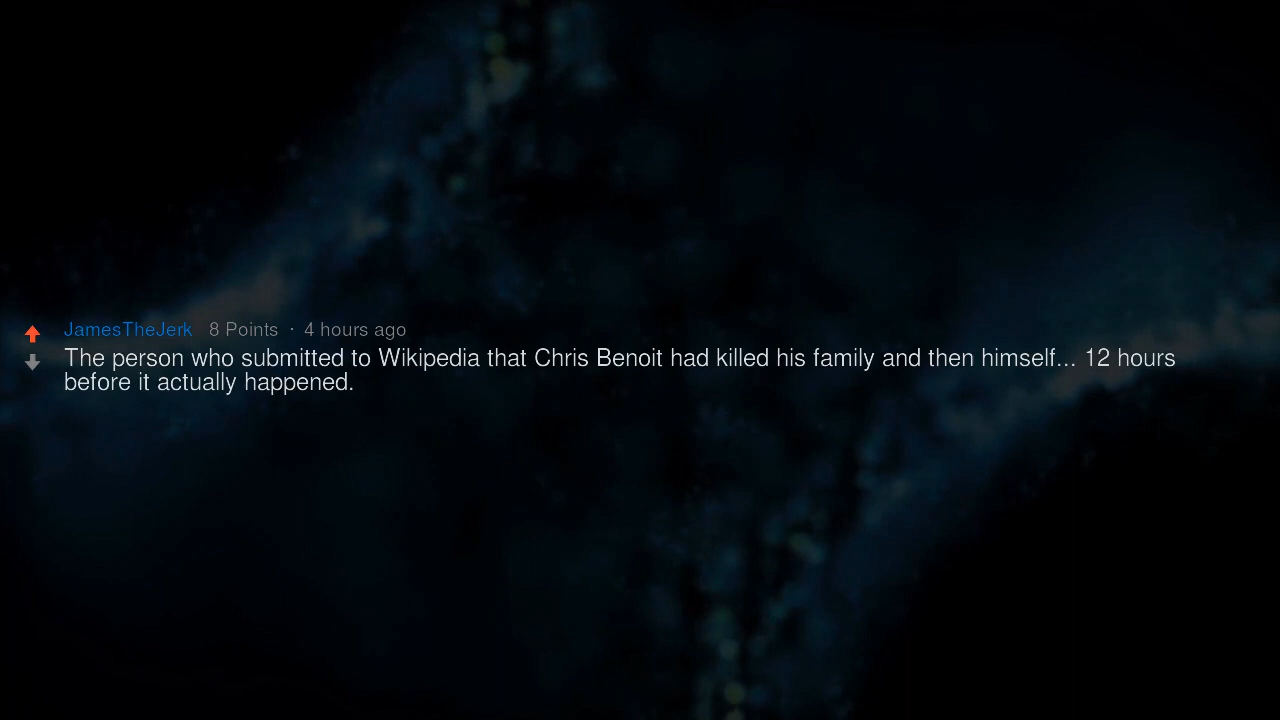 JamesTheJerk 8 Points · 4 hours ago
The person who submitted to Wikipedia that Chris Benoit had killed his family and then himself... 12 hours
before it actually happened.